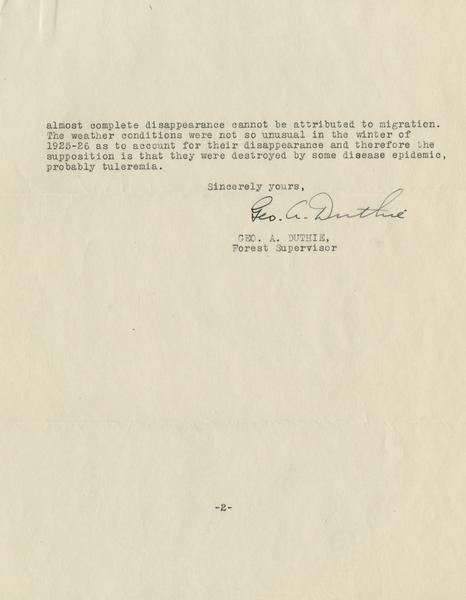 almost complete disappearance cannot be attributed to migration.
The weather conditions were not so unusual in the winter of
1925-26 as to account for their disappearance and therefore the
supposition is that they were destroyed by some disease epidemic,
probably tuleremia.
Sincerely yours,
Geo. A. Duthie
GEO. A. DUTHIE,
Forest Supervisor
-2-